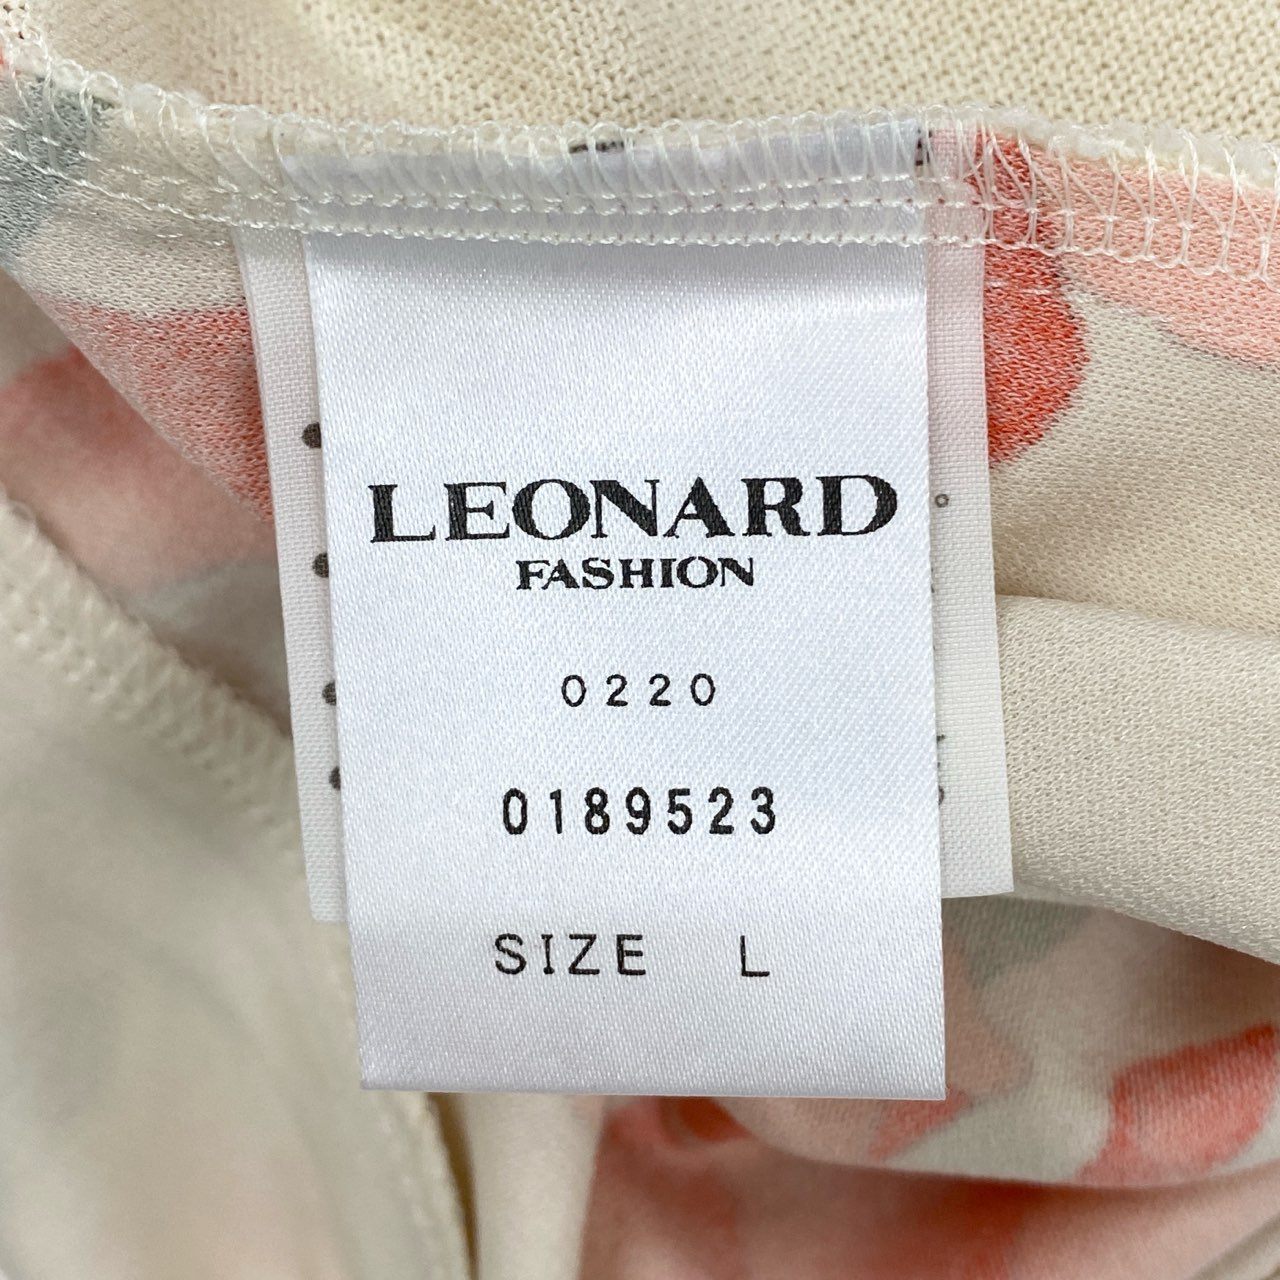 LEONARD
FASHION
0220
0189523
SIZE L